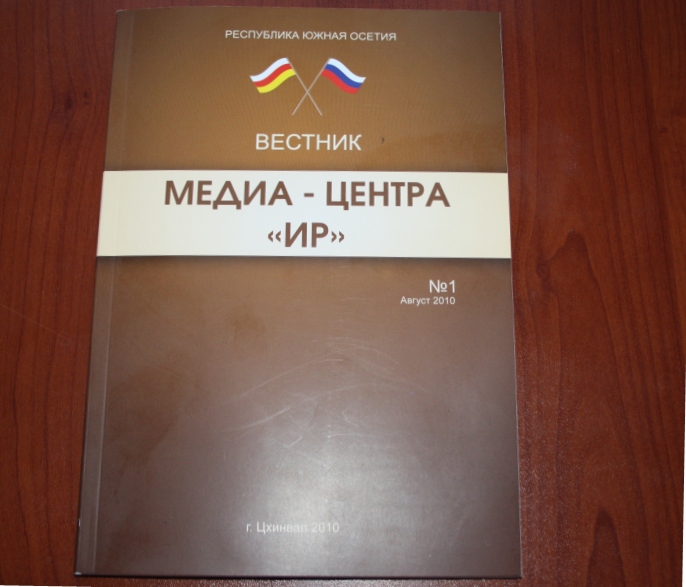 РЕСПУБЛИКА ЮЖНАЯ ОСЕТИЯ
ВЕСТНИК
МЕДИА - ЦЕНТРА
«ИР»
№1
Август 2010
г. Цхинвал 2010